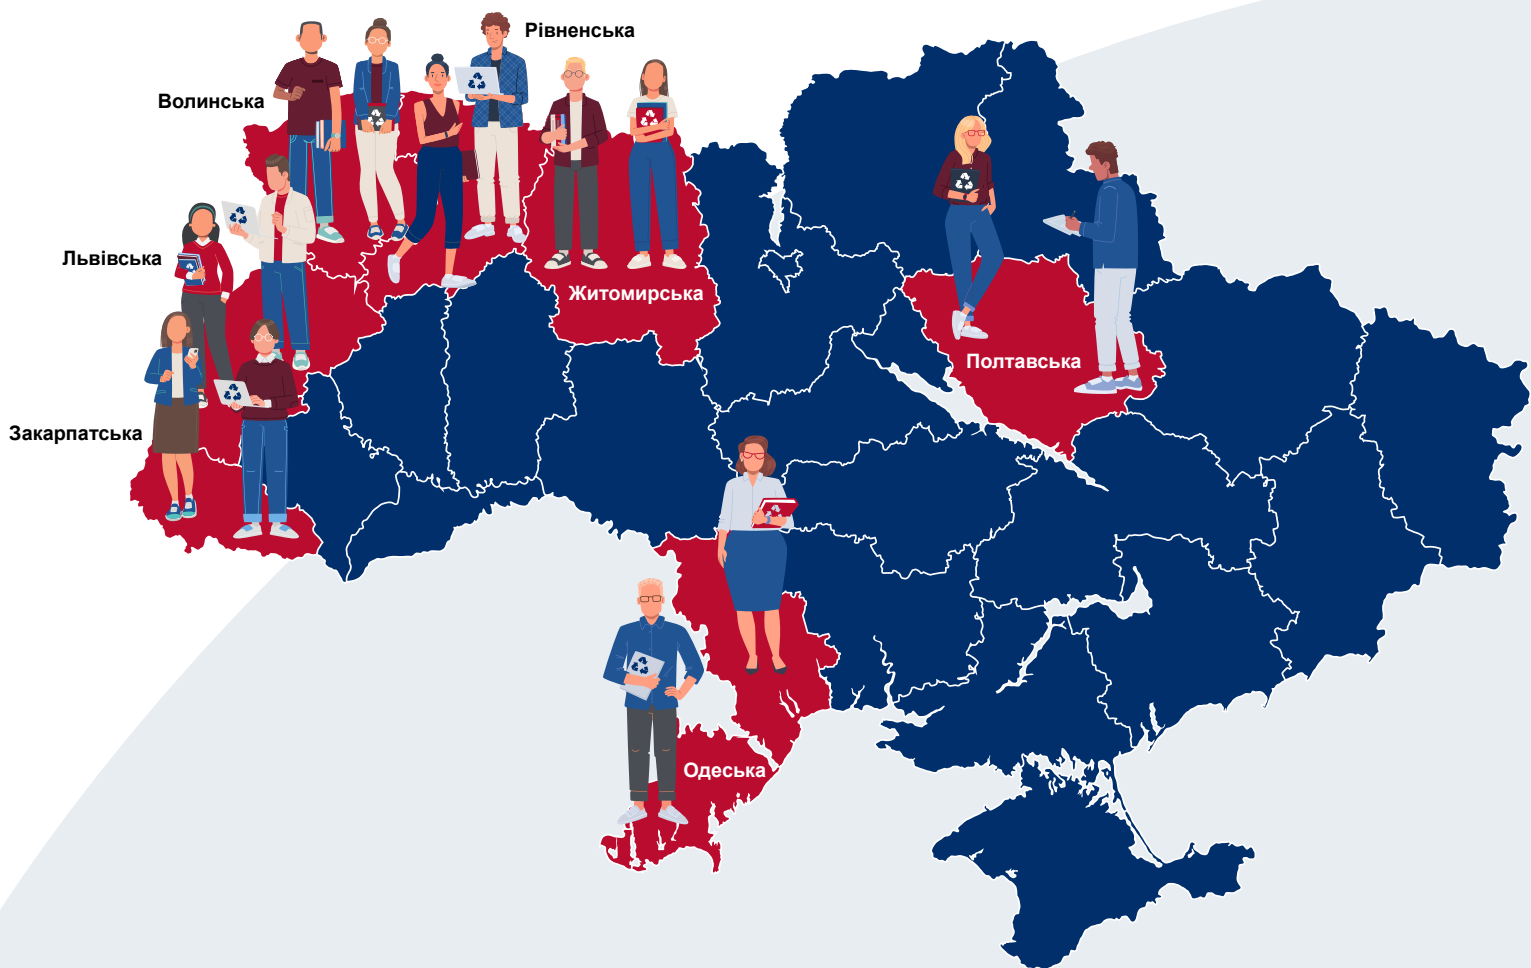 Рівненська
Волинська
Львівська
Житомирська
Полтавська
Закарпатська
Одеська